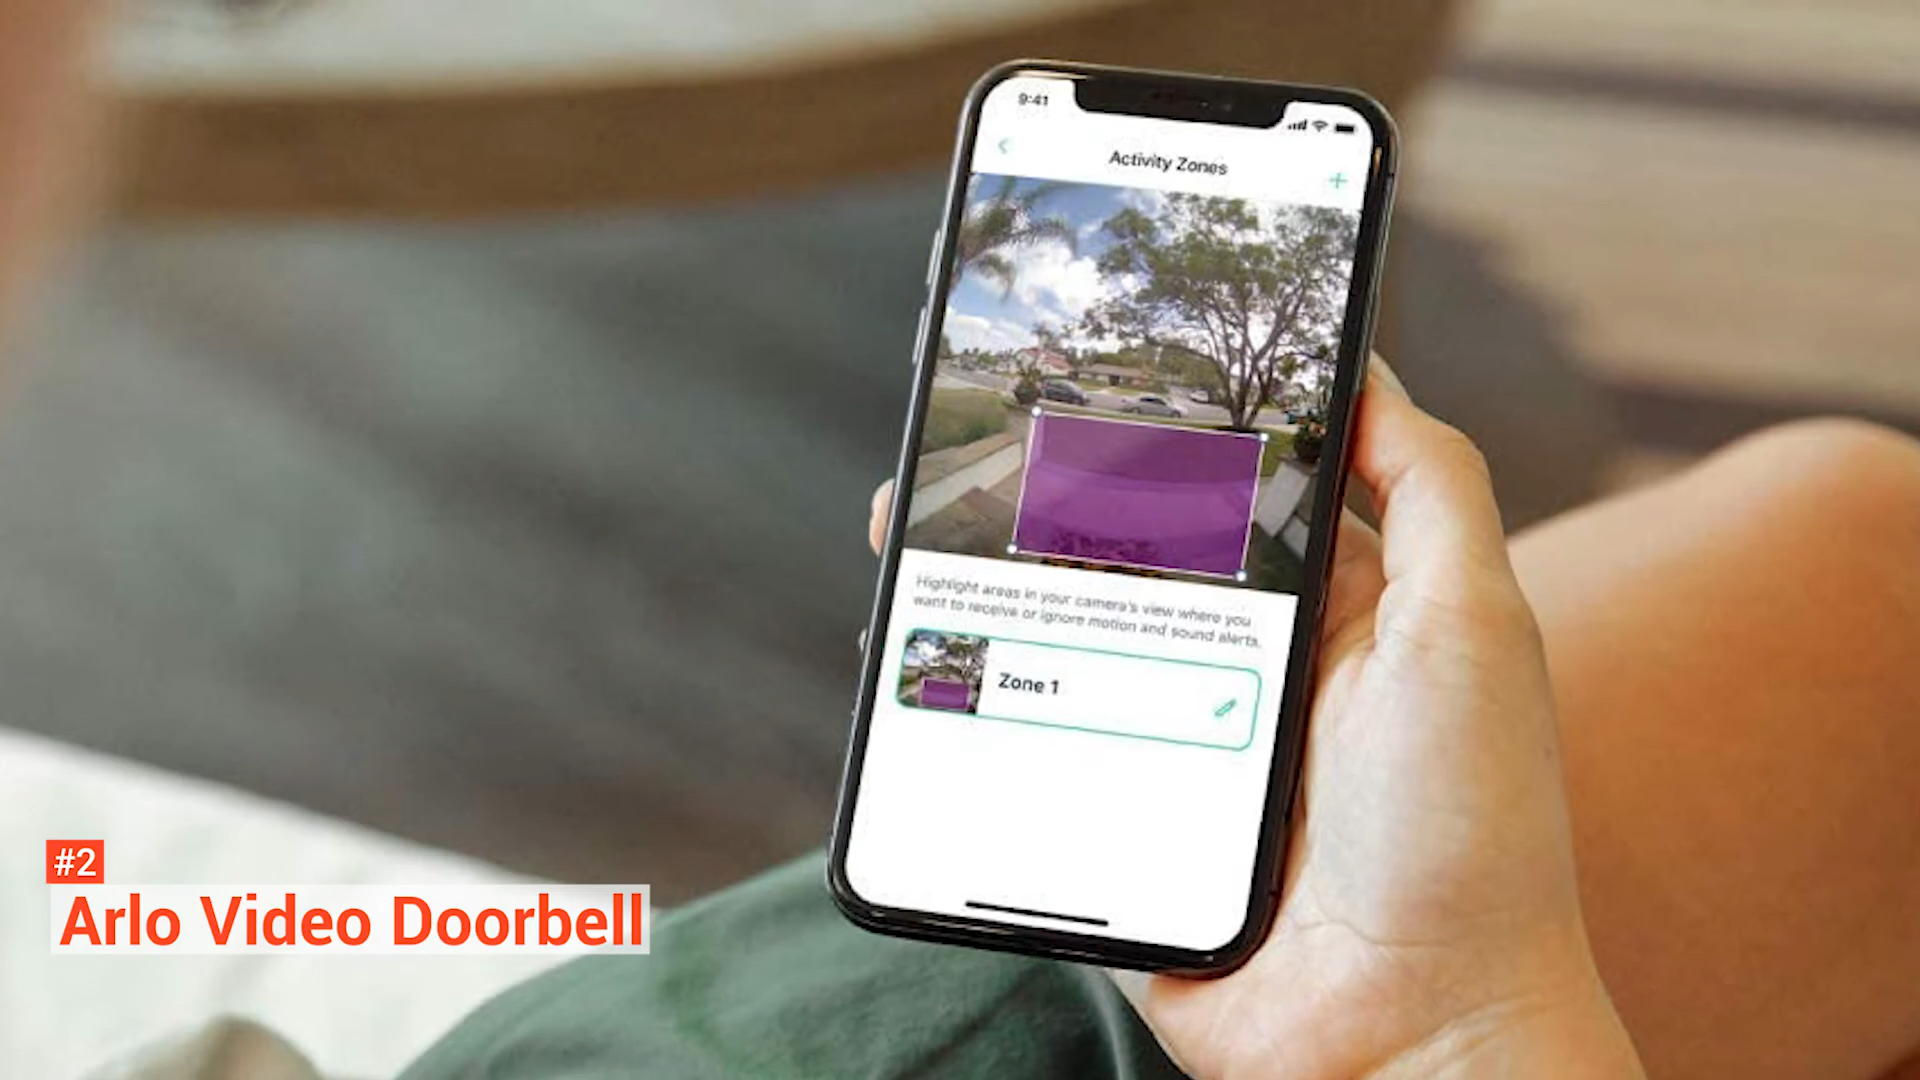 9:41
Activity Zones
Highlight areas in your camera's view where you
want to receive or ignore motion and sound alerts.
Zone 1
#2
Arlo Video Doorbell